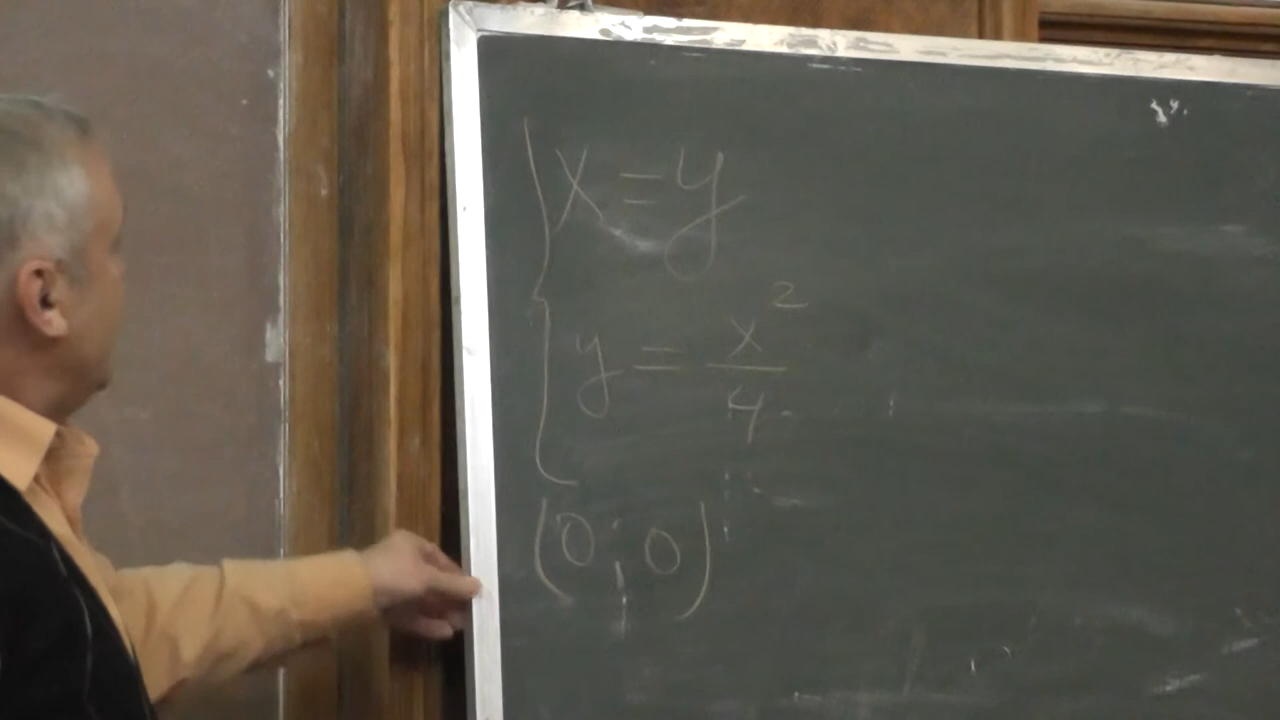 { x = y
y = x²/4
(0; 0)